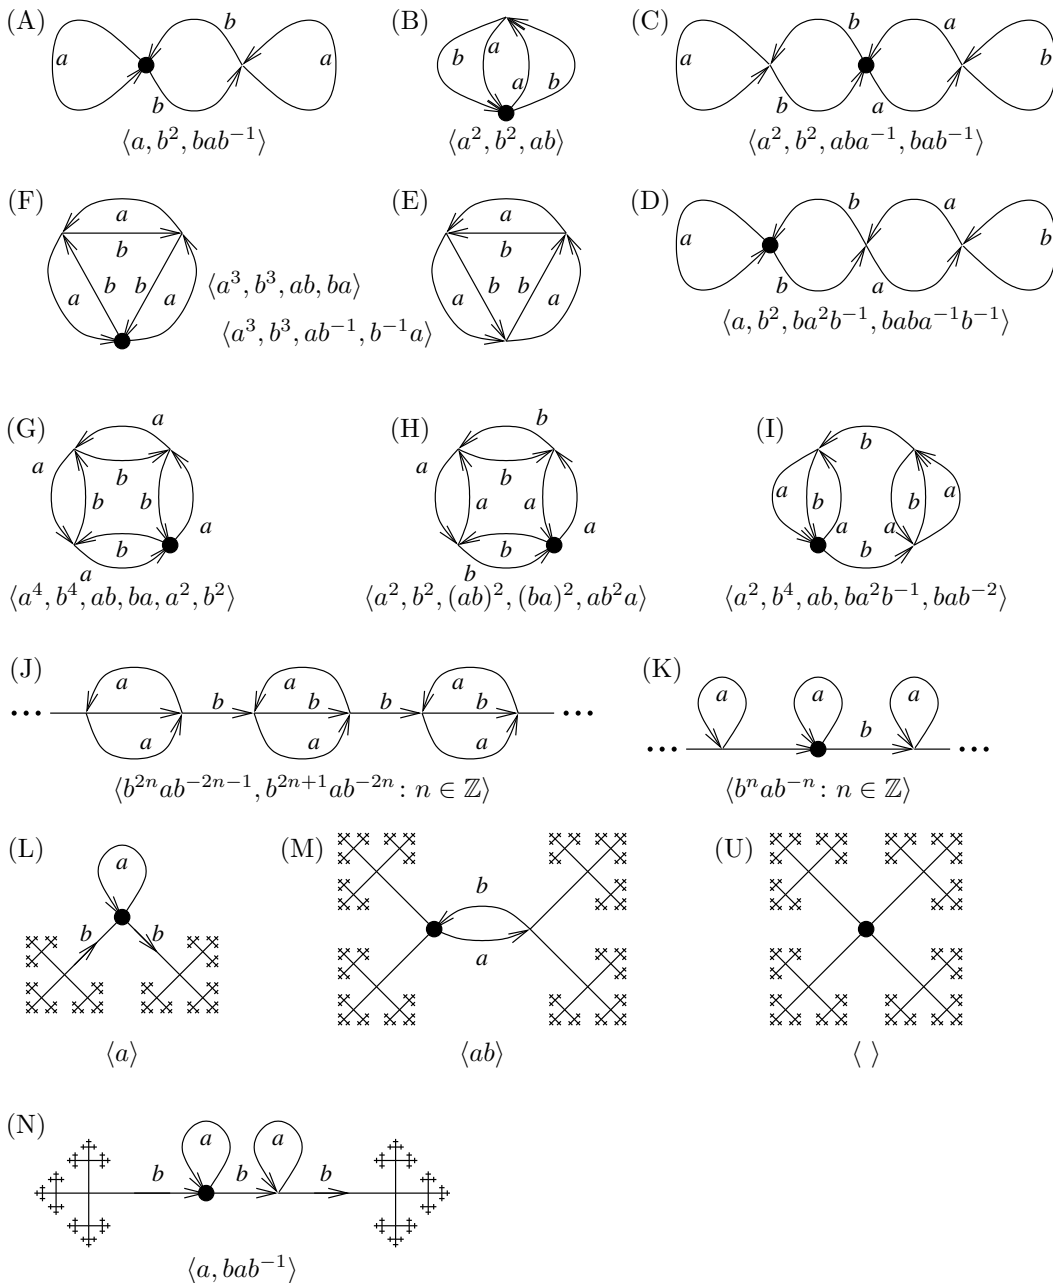 (A) a b b a
⟨a, b², bab⁻¹⟩
(B) b a a b
⟨a², b², ab⟩
(C) a b b a a b
⟨a², b², aba⁻¹, bab⁻¹⟩
(F) a b a b b a
⟨a³, b³, ab, ba⟩
⟨a³, b³, ab⁻¹, b⁻¹a⟩
(E) a b a b b a
(D) a b b a a b
⟨a, b², ba²b⁻¹, baba⁻¹b⁻¹⟩
(G) a a b b b a b a
⟨a⁴, b⁴, ab, ba, a², b²⟩
(H) b a b a a a b b
⟨a², b², (ab)², (ba)², ab²a⟩
(I) b a b b a a a b
⟨a², b⁴, ab, ba²b⁻¹, bab⁻²⟩
(J) ⋯ a a b a b a b a b a ⋯
⟨b²ⁿab⁻²ⁿ⁻¹, b²ⁿ⁺¹ab⁻²ⁿ : n ∈ ℤ⟩
(K) ⋯ a a a b ⋯
⟨bⁿab⁻ⁿ : n ∈ ℤ⟩
(L) a b b
⟨a⟩
(M) b a
⟨ab⟩
(U)
⟨ ⟩
(N) b a b a b
⟨a, bab⁻¹⟩